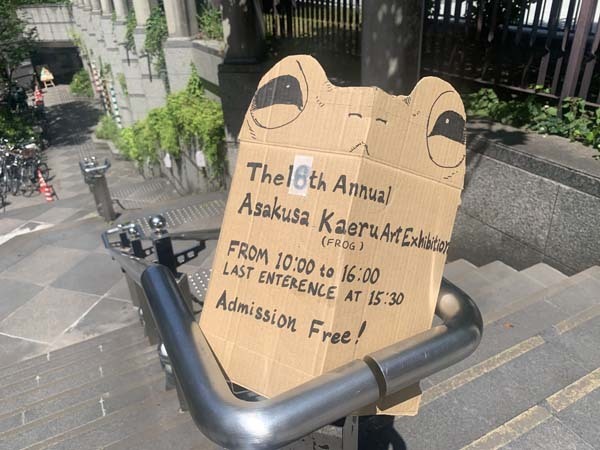 The 18th Annual
Asakusa Kaeru Art Exhibition
(FROG)
FROM 10:00 to 16:00
LAST ENTERENCE AT 15:30
Admission Free!